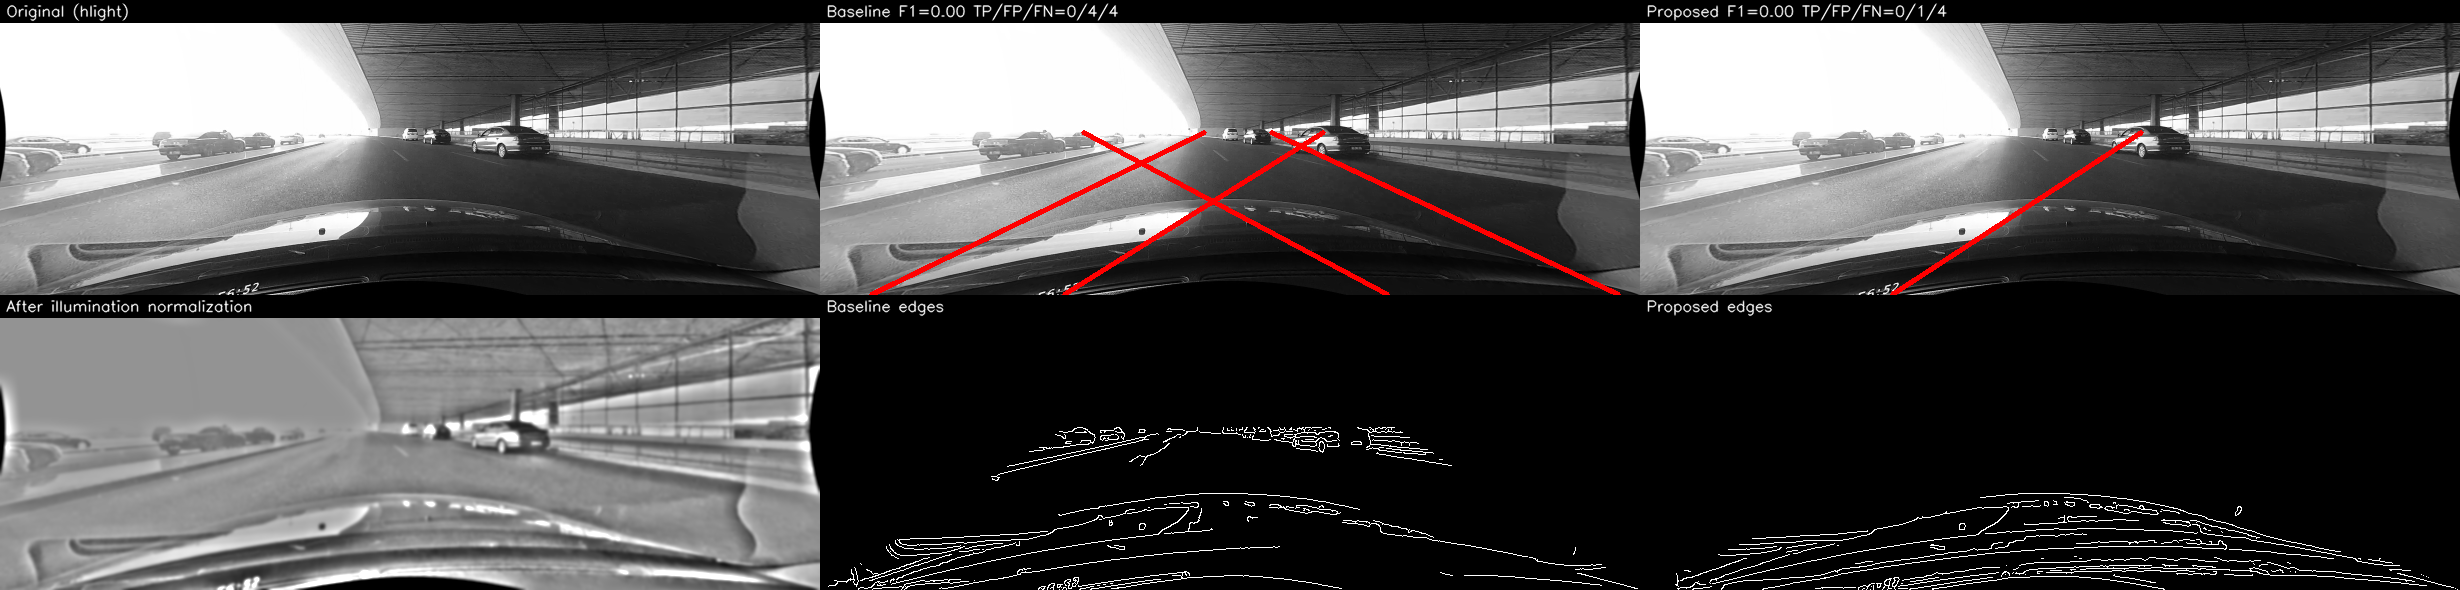 Original (hlight)
Baseline F1=0.00 TP/FP/FN=0/4/4
Proposed F1=0.00 TP/FP/FN=0/1/4
After illumination normalization
Baseline edges
Proposed edges